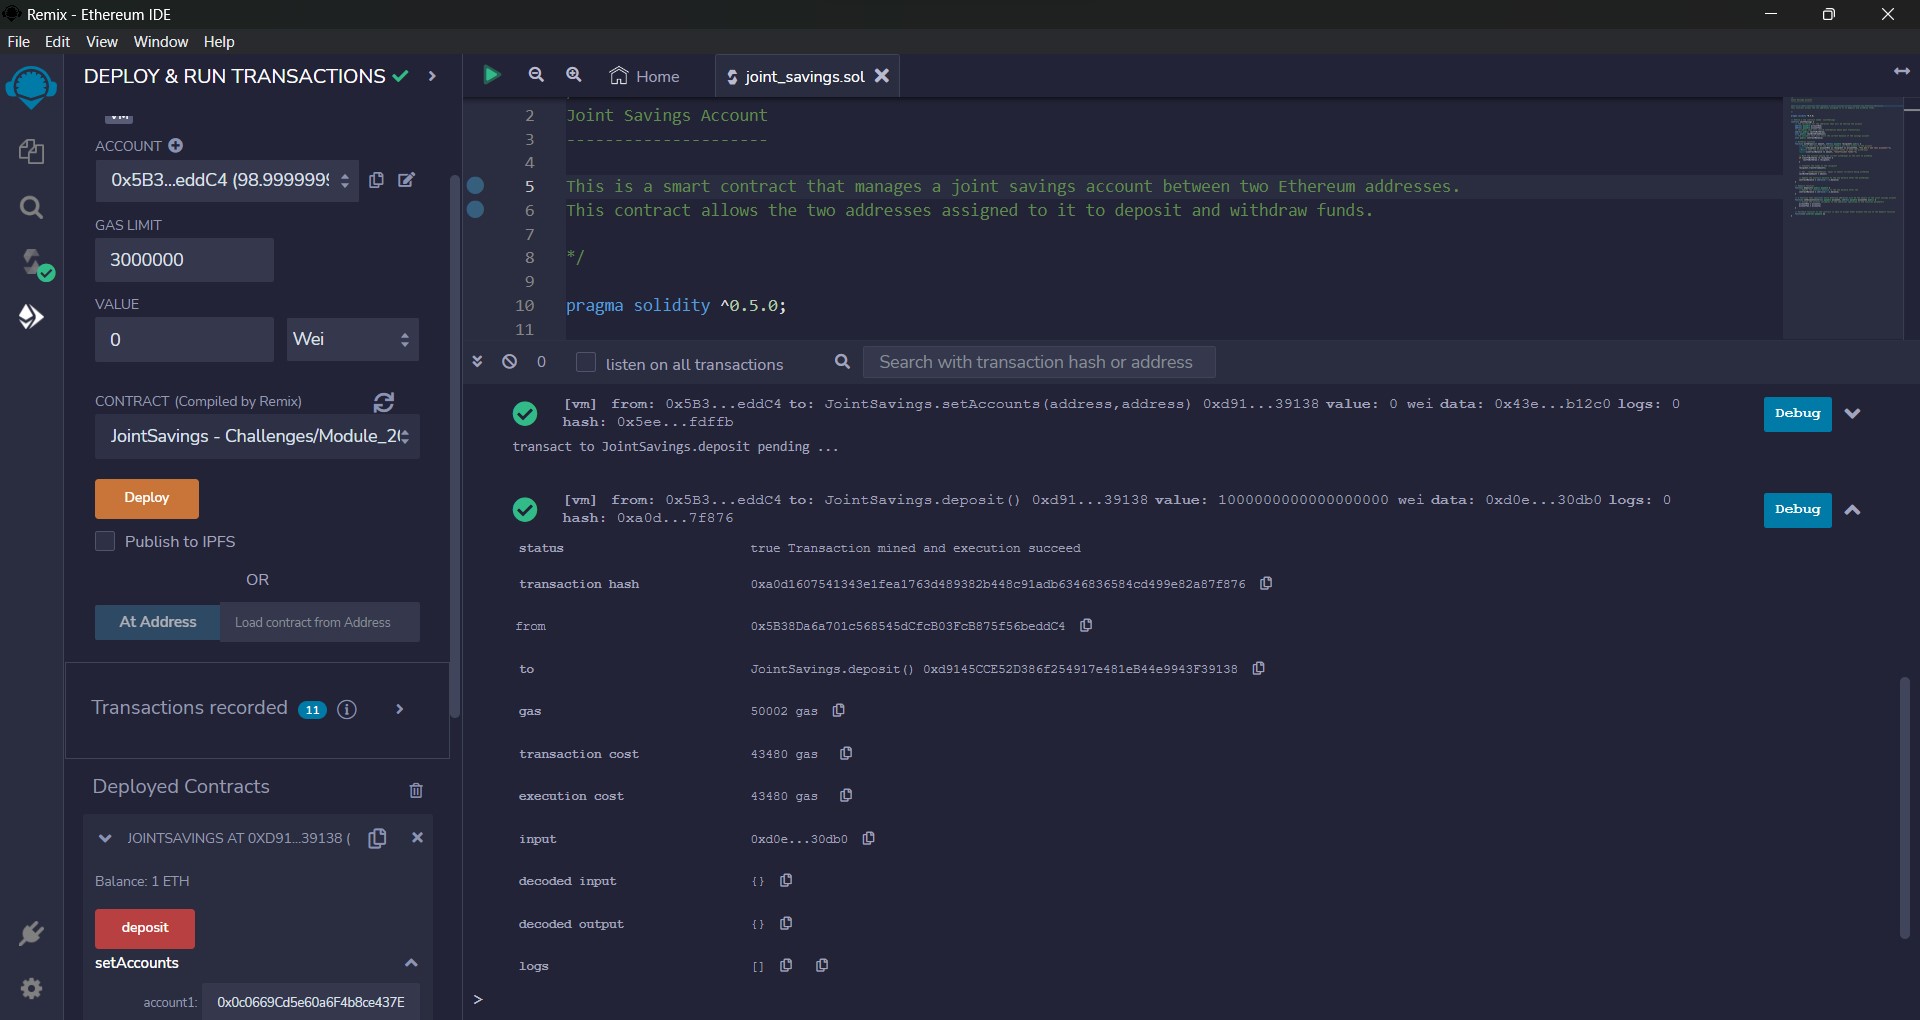 Remix - Ethereum IDE
File Edit View Window Help
DEPLOY & RUN TRANSACTIONS
VM
ACCOUNT
0x5B3...eddC4 (98.9999999
GAS LIMIT
3000000
VALUE
0
Wei
CONTRACT (Compiled by Remix)
JointSavings - Challenges/Module_2(
Deploy
Publish to IPFS
OR
At Address
Load contract from Address
Transactions recorded 11
Deployed Contracts
JOINTSAVINGS AT 0XD91...39138 (
Balance: 1 ETH
deposit
setAccounts
account1: 0x0c0669Cd5e60a6F4b8ce437E
Home
joint_savings.sol
2 Joint Savings Account
3 ---------------------
4
5 This is a smart contract that manages a joint savings account between two Ethereum addresses.
6 This contract allows the two addresses assigned to it to deposit and withdraw funds.
7
8 */
9
10 pragma solidity ^0.5.0;
11
0
listen on all transactions
Search with transaction hash or address
[vm] from: 0x5B3...eddC4 to: JointSavings.setAccounts(address,address) 0xd91...39138 value: 0 wei data: 0x43e...b12c0 logs: 0
hash: 0x5ee...fdffb
Debug
transact to JointSavings.deposit pending ...
[vm] from: 0x5B3...eddC4 to: JointSavings.deposit() 0xd91...39138 value: 1000000000000000000 wei data: 0xd0e...30db0 logs: 0
hash: 0xa0d...7f876
Debug
status true Transaction mined and execution succeed
transaction hash 0xa0d1607541343e1fea1763d489382b448c91adb6346836584cd499e82a87f876
from 0x5B38Da6a701c568545dCfcB03FcB875f56beddC4
to JointSavings.deposit() 0xd9145CCE52D386f254917e481eB44e9943F39138
gas 50002 gas
transaction cost 43480 gas
execution cost 43480 gas
input 0xd0e...30db0
decoded input {}
decoded output {}
logs []
>